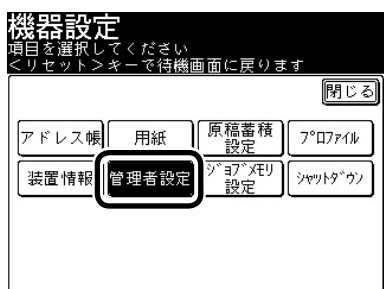 機器設定
項目を選択してください
＜リセット＞キーで待機画面に戻ります
閉じる
アドレス帳 用紙 原稿蓄積
設定 ﾌﾟﾛﾌｧｲﾙ
装置情報 管理者設定 ｼﾞｮﾌﾞﾒﾓﾘ
設定 ｼｬｯﾄﾀﾞｳﾝ